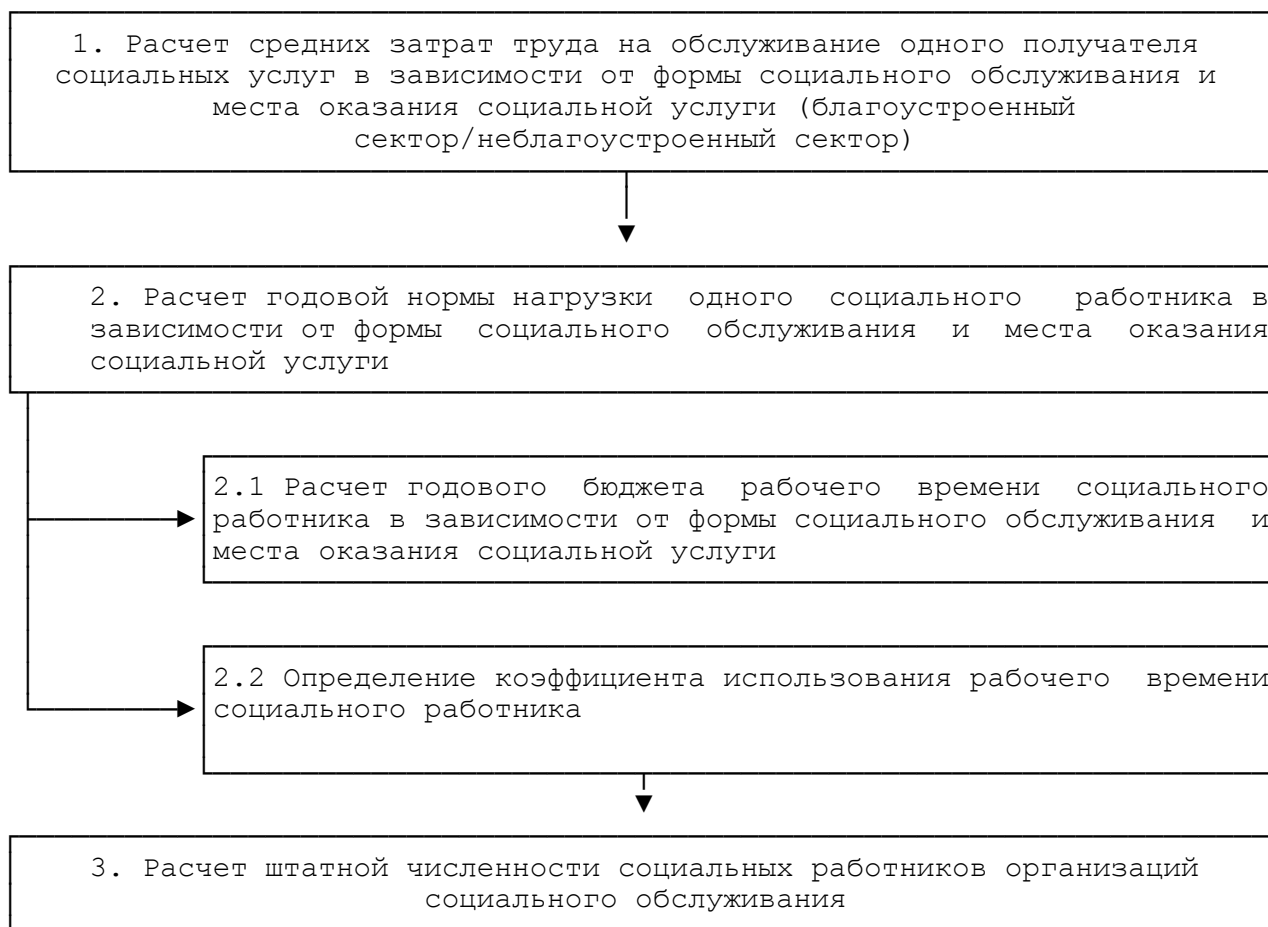 1. Расчет средних затрат труда на обслуживание одного получателя
социальных услуг в зависимости от формы социального обслуживания и
места оказания социальной услуги (благоустроенный
сектор/неблагоустроенный сектор)
2. Расчет годовой нормы нагрузки одного социального работника в
зависимости от формы социального обслуживания и места оказания
социальной услуги
2.1 Расчет годового бюджета рабочего времени социального
работника в зависимости от формы социального обслуживания и
места оказания социальной услуги
2.2 Определение коэффициента использования рабочего времени
социального работника
3. Расчет штатной численности социальных работников организаций
социального обслуживания